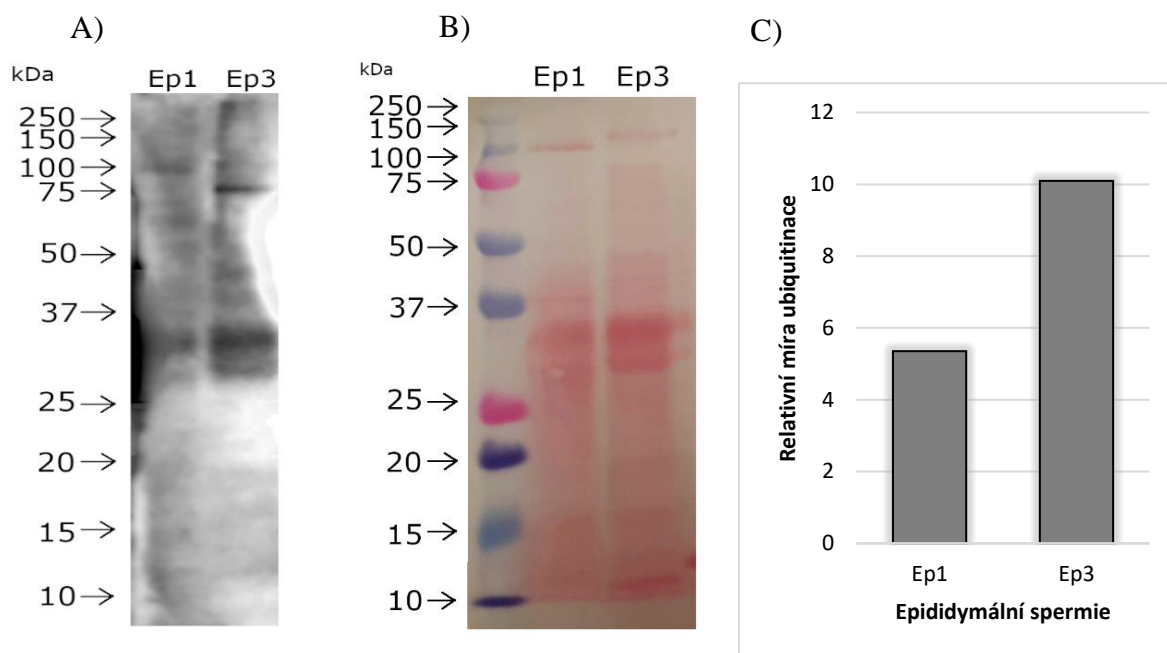 A)
kDa
Ep1 Ep3
250
150
100
75
50
37
25
20
15
10
B)
kDa
Ep1 Ep3
250
150
100
75
50
37
25
20
15
10
C)
Relativní míra ubiquitinace
12
10
8
6
4
2
0
Ep1 Ep3
Epididymální spermie